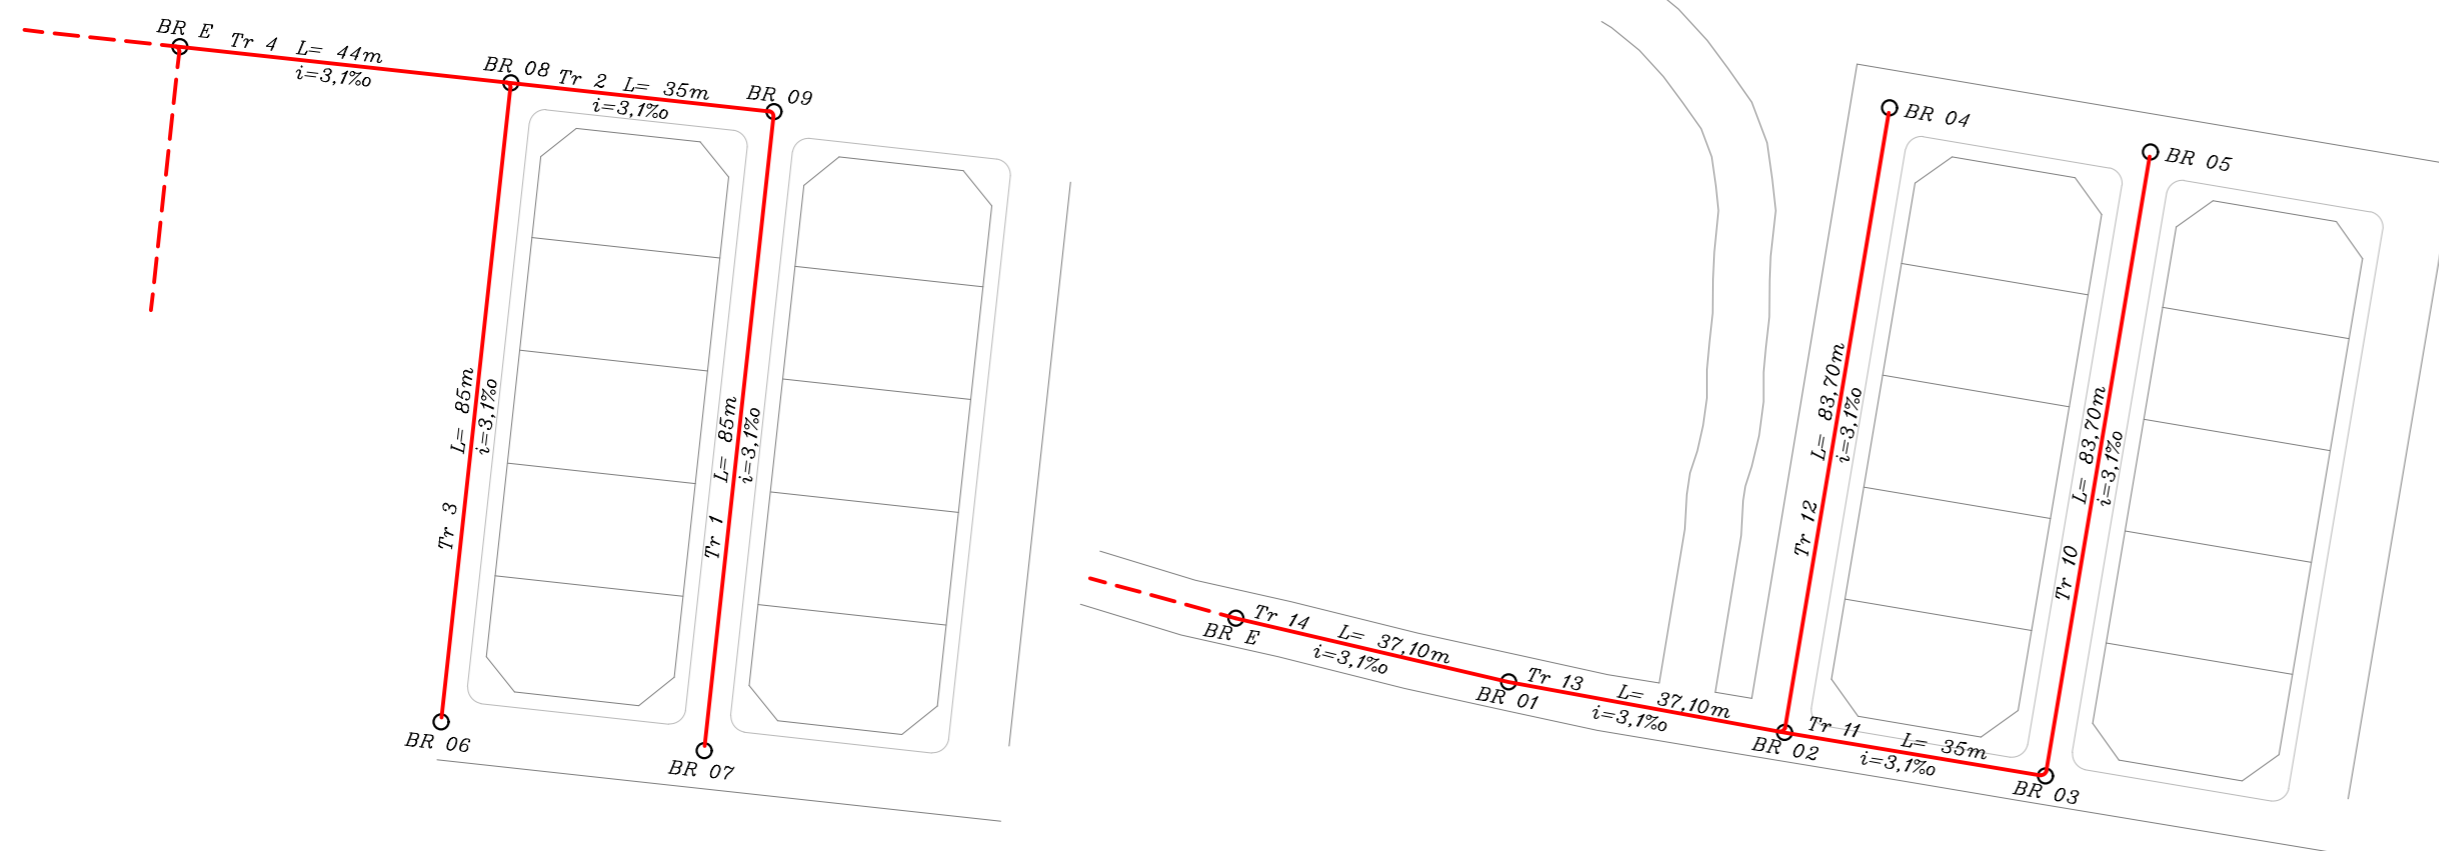 BR E
Tr 4 L= 44m
i=3,1‰
BR 08
Tr 2 L= 35m
i=3,1‰
BR 09
Tr 3 L= 85m
i=3,1‰
Tr 1 L= 85m
i=3,1‰
BR 06
BR 07
BR 04
BR 05
Tr 12 L= 83,70m
i=3,1‰
Tr 10 L= 83,70m
i=3,1‰
BR E
Tr 14 L= 37,10m
i=3,1‰
BR 01
Tr 13 L= 37,10m
i=3,1‰
BR 02
Tr 11 L= 35m
i=3,1‰
BR 03